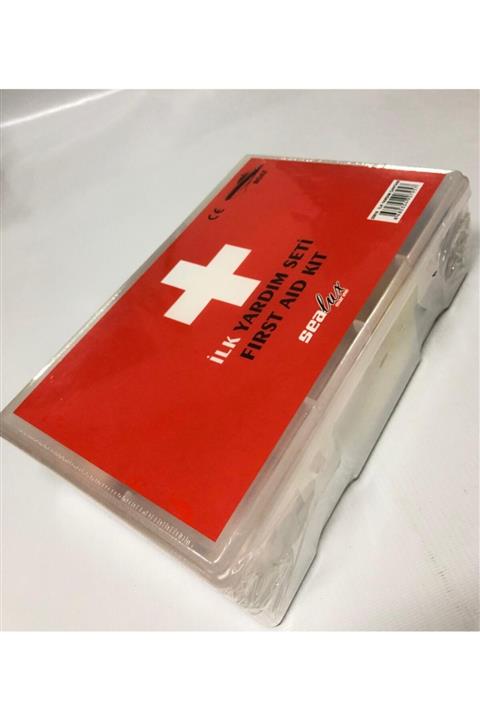 CE
İLK YARDIM SETİ
FIRST AID KIT
sealux